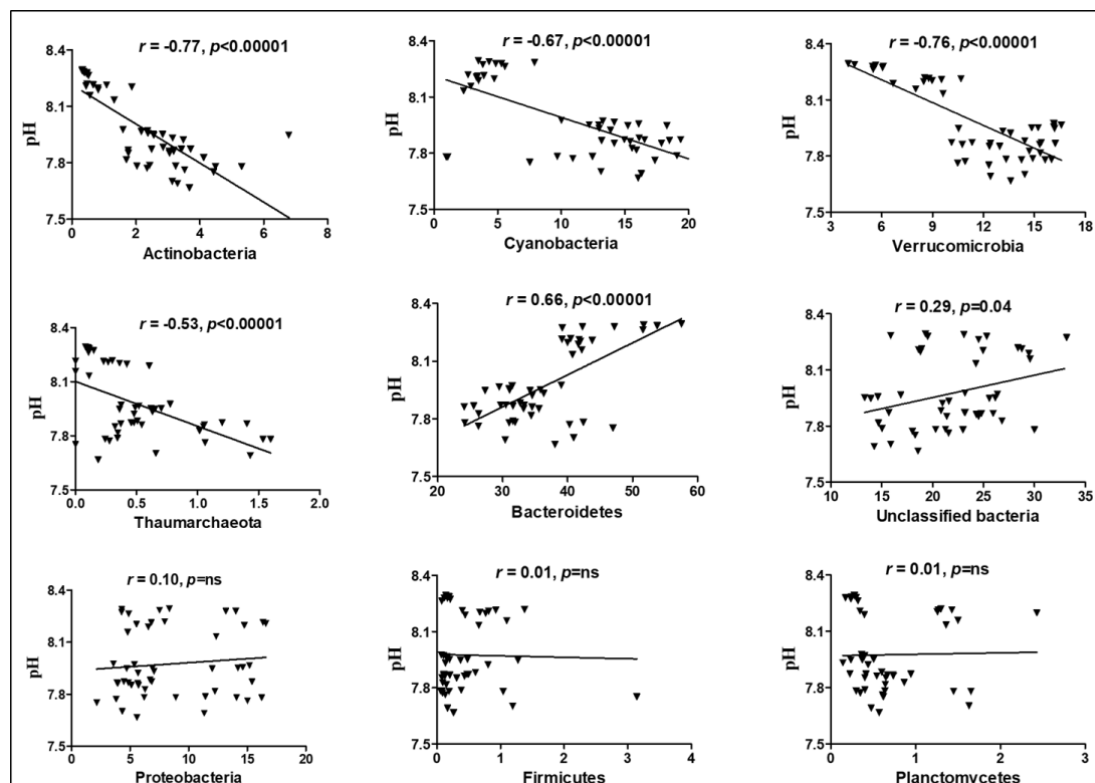 r = -0.77, p<0.00001
8.4
8.1
7.8
7.5
pH
0 2 4 6 8
Actinobacteria
r = -0.67, p<0.00001
8.4
8.1
7.8
7.5
pH
0 5 10 15 20
Cyanobacteria
r = -0.76, p<0.00001
8.4
8.1
7.8
7.5
pH
3 6 9 12 15 18
Verrucomicrobia
r = -0.53, p<0.00001
8.4
8.1
7.8
7.5
pH
0.0 0.5 1.0 1.5 2.0
Thaumarchaeota
r = 0.66, p<0.00001
8.4
8.1
7.8
7.5
pH
20 30 40 50 60
Bacteroidetes
r = 0.29, p=0.04
8.4
8.1
7.8
7.5
pH
10 15 20 25 30 35
Unclassified bacteria
r = 0.10, p=ns
8.4
8.1
7.8
7.5
pH
0 5 10 15 20
Proteobacteria
r = 0.01, p=ns
8.4
8.1
7.8
7.5
pH
0 1 2 3 4
Firmicutes
r = 0.01, p=ns
8.4
8.1
7.8
7.5
pH
0 1 2 3
Planctomycetes